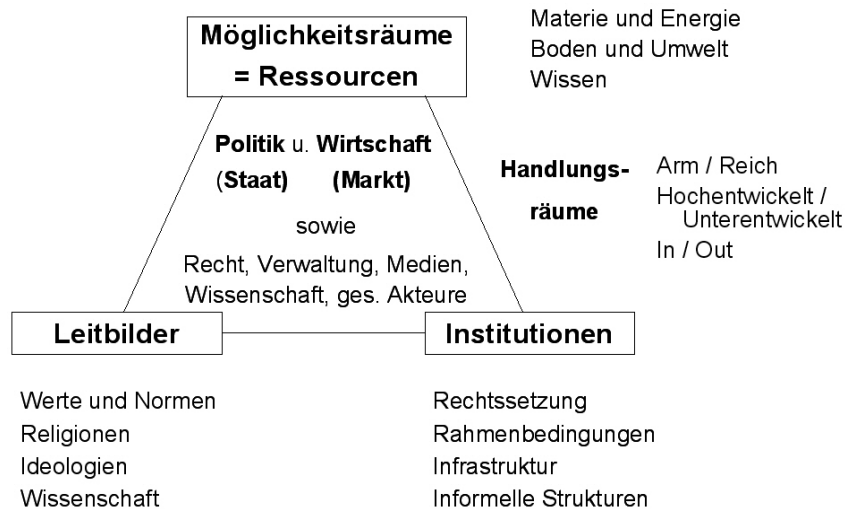 Möglichkeitsräume
= Ressourcen
Materie und Energie
Boden und Umwelt
Wissen
Politik u. Wirtschaft
(Staat) (Markt)
sowie
Recht, Verwaltung, Medien,
Wissenschaft, ges. Akteure
Handlungs-
räume
Arm / Reich
Hochentwickelt /
Unterentwickelt
In / Out
Leitbilder
Institutionen
Werte und Normen
Religionen
Ideologien
Wissenschaft
Rechtssetzung
Rahmenbedingungen
Infrastruktur
Informelle Strukturen